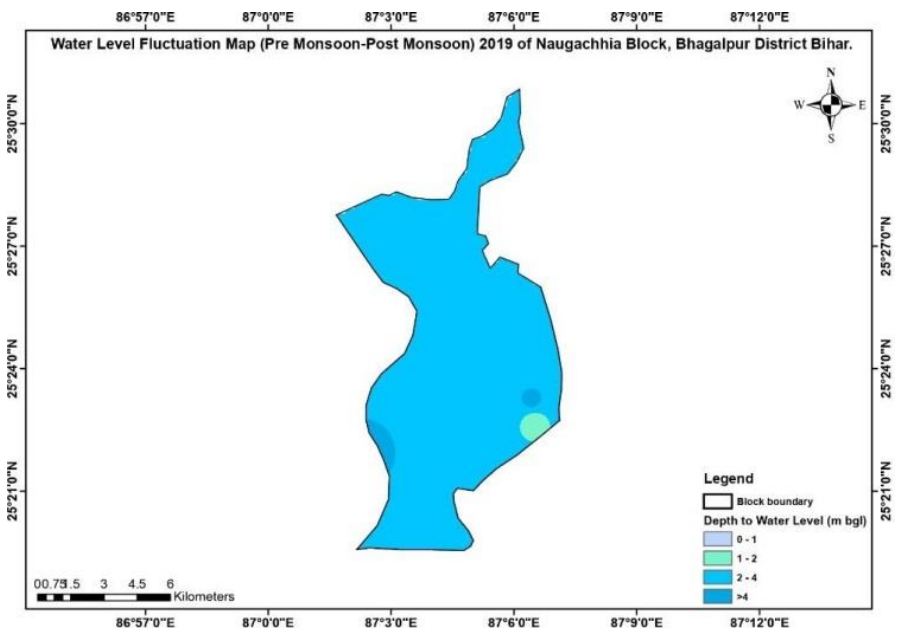 86°57'0"E 87°0'0"E 87°3'0"E 87°6'0"E 87°9'0"E 87°12'0"E
Water Level Fluctuation Map (Pre Monsoon-Post Monsoon) 2019 of Naugachhia Block, Bhagalpur District Bihar.
N
W E
S
25°30'0"N 25°30'0"N
25°27'0"N 25°27'0"N
25°24'0"N 25°24'0"N
25°21'0"N 25°21'0"N
Legend
Block boundary
Depth to Water Level (m bgl)
0 - 1
1 - 2
2 - 4
>4
00.751.5 3 4.5 6
Kilometers
86°57'0"E 87°0'0"E 87°3'0"E 87°6'0"E 87°9'0"E 87°12'0"E